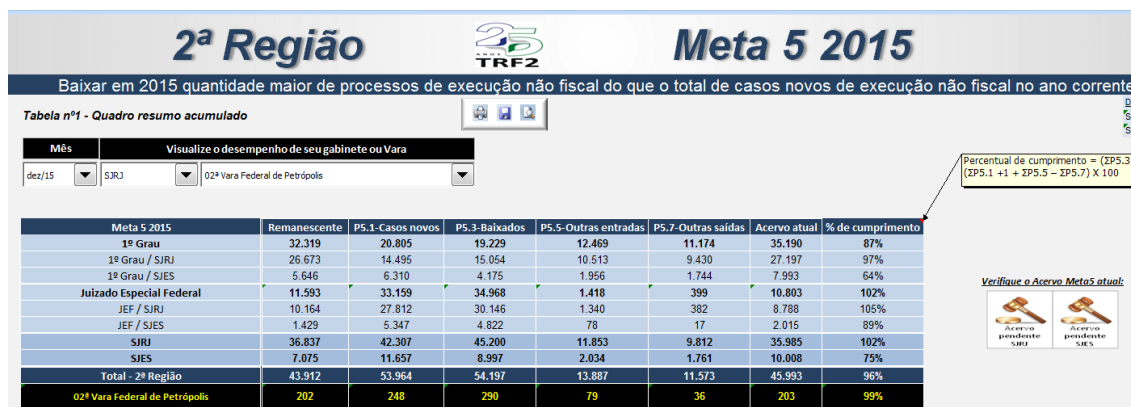 2ª Região
25
ANOS
TRF2
Meta 5 2015
Baixar em 2015 quantidade maior de processos de execução não fiscal do que o total de casos novos de execução não fiscal no ano corrente
Tabela nº1 - Quadro resumo acumulado
Mês Visualize o desempenho de seu gabinete ou Vara
dez/15 SJRJ 02ª Vara Federal de Petrópolis
Percentual de cumprimento = (ΣP5.3
(ΣP5.1 +1 + ΣP5.5 – ΣP5.7) X 100
Meta 5 2015 Remanescente P5.1-Casos novos P5.3-Baixados P5.5-Outras entradas P5.7-Outras saídas Acervo atual % de cumprimento
1º Grau 32.319 20.805 19.229 12.469 11.174 35.190 87%
1º Grau / SJRJ 26.673 14.495 15.054 10.513 9.430 27.197 97%
1º Grau / SJES 5.646 6.310 4.175 1.956 1.744 7.993 64%
Juizado Especial Federal 11.593 33.159 34.968 1.418 399 10.803 102%
JEF / SJRJ 10.164 27.812 30.146 1.340 382 8.788 105%
JEF / SJES 1.429 5.347 4.822 78 17 2.015 89%
SJRJ 36.837 42.307 45.200 11.853 9.812 35.985 102%
SJES 7.075 11.657 8.997 2.034 1.761 10.008 75%
Total - 2ª Região 43.912 53.964 54.197 13.887 11.573 45.993 96%
02ª Vara Federal de Petrópolis 202 248 290 79 36 203 99%
Verifique o Acervo Meta5 atual:
Acervo pendente SJRJ
Acervo pendente SJES